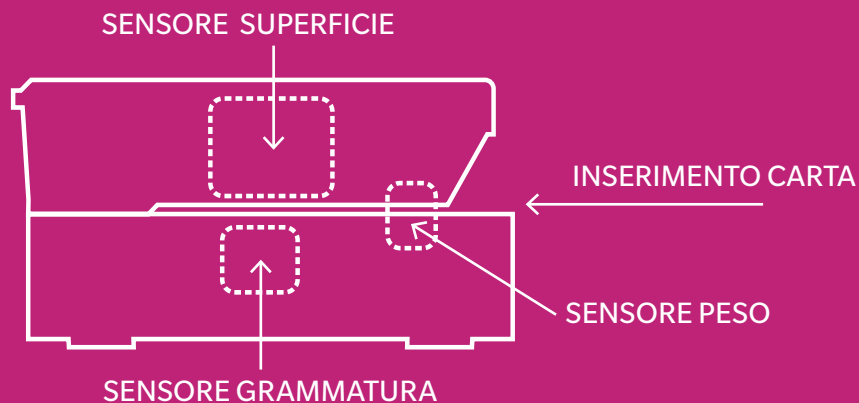 SENSORE SUPERFICIE
INSERIMENTO CARTA
SENSORE PESO
SENSORE GRAMMATURA